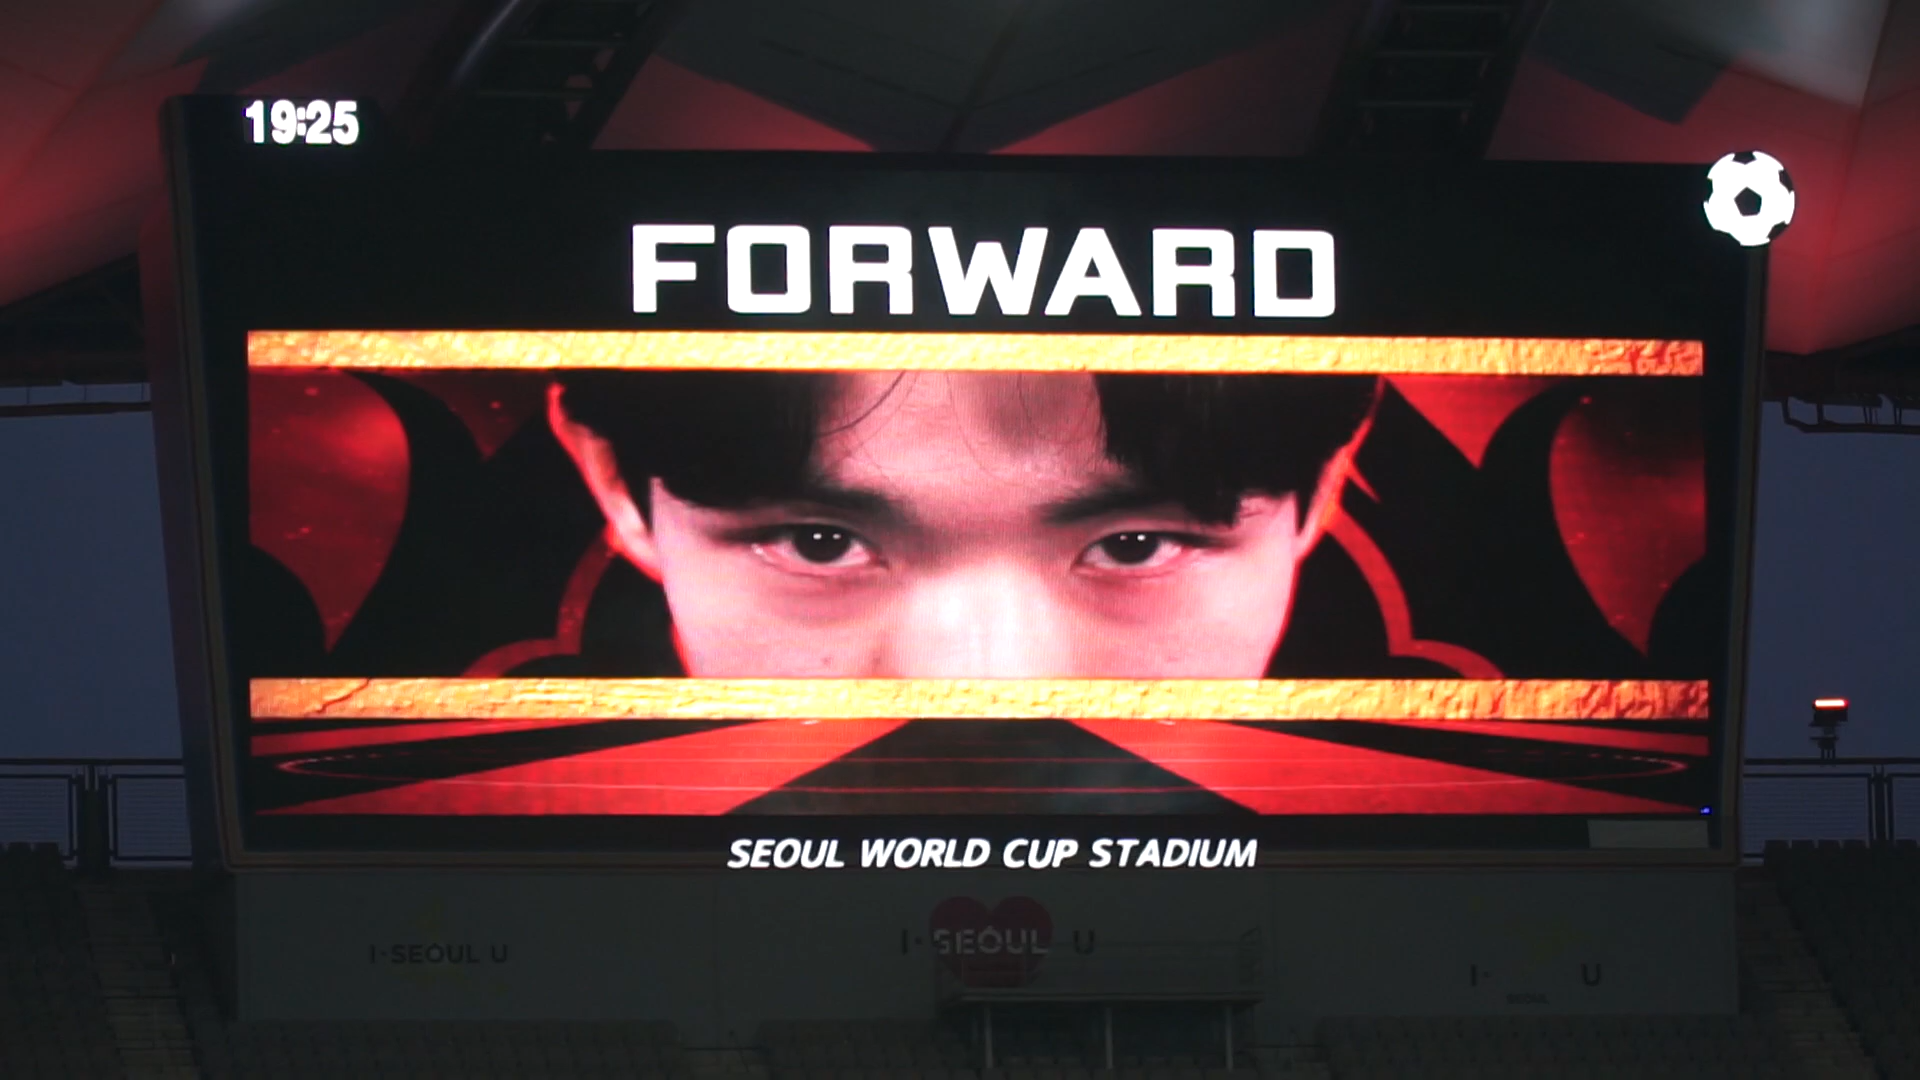 19:25
FORWARD
SEOUL WORLD CUP STADIUM
I·SEOUL U
I·SEOUL U
I· U